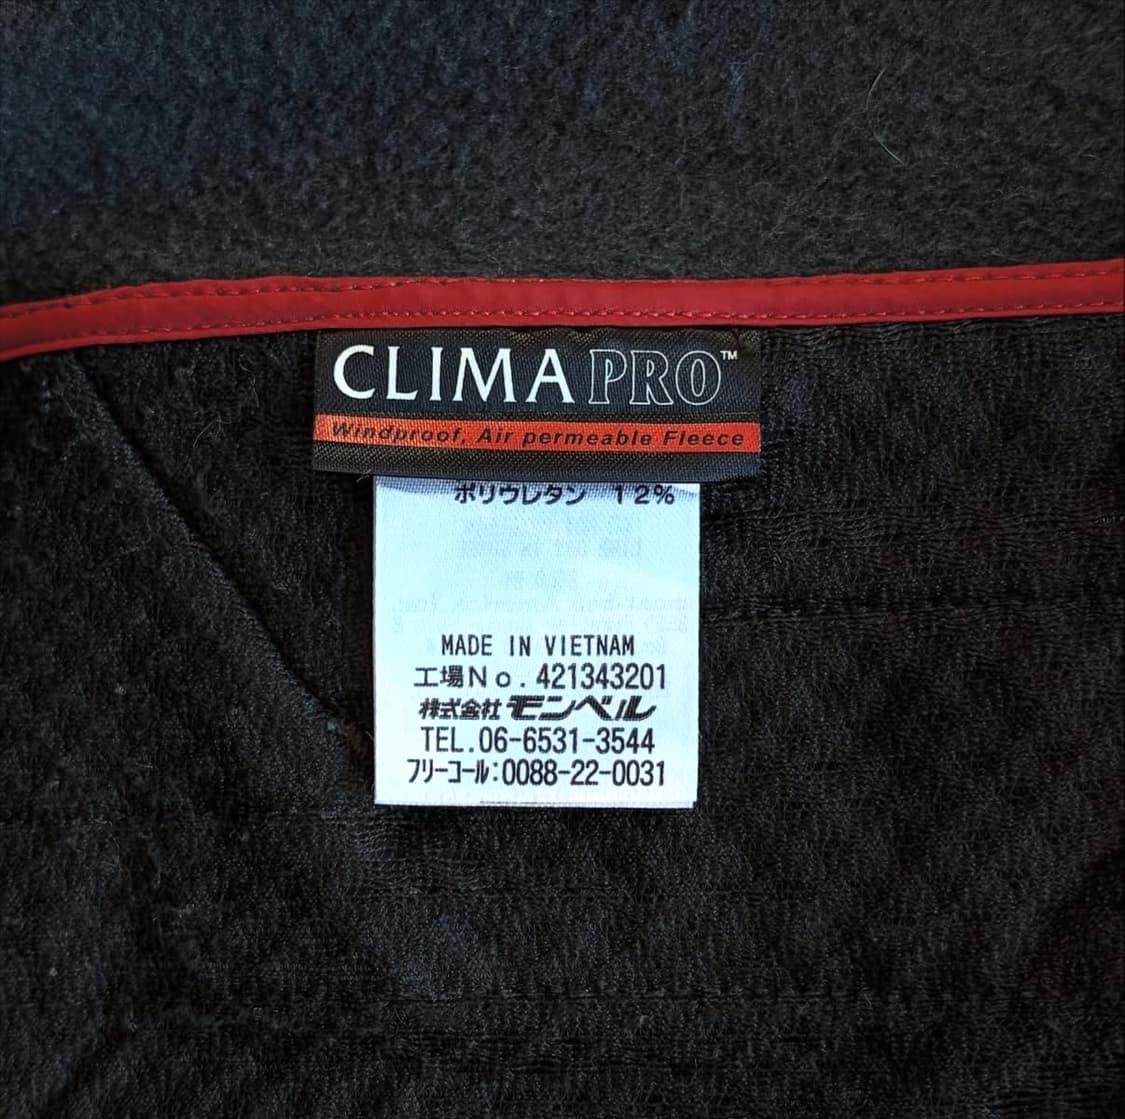 CLIMAPRO™
Windproof, Air permeable Fleece
ポリウレタン 12%
MADE IN VIETNAM
工場No.421343201
株式会社モンベル
TEL.06-6531-3544
フリーコール:0088-22-0031